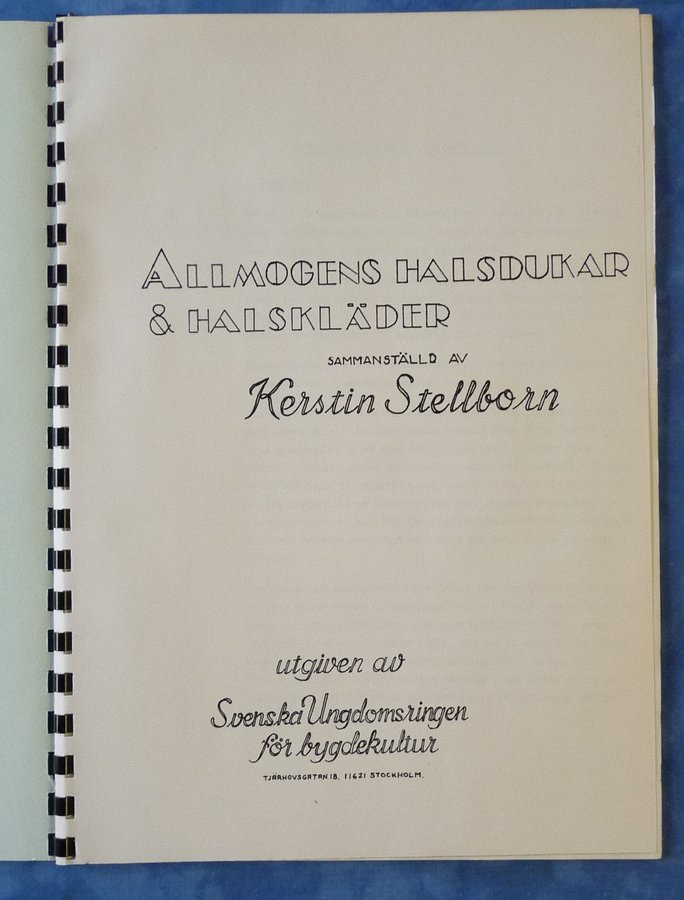 ALLMOGENS HALSDUKAR
& HALSKLÄDER
SAMMANSTÄLLD AV
Kerstin Stellborn
utgiven av
Svenska Ungdomsringen
för bygdekultur
TJÄRHOVSGATAN 18, 11621 STOCKHOLM.